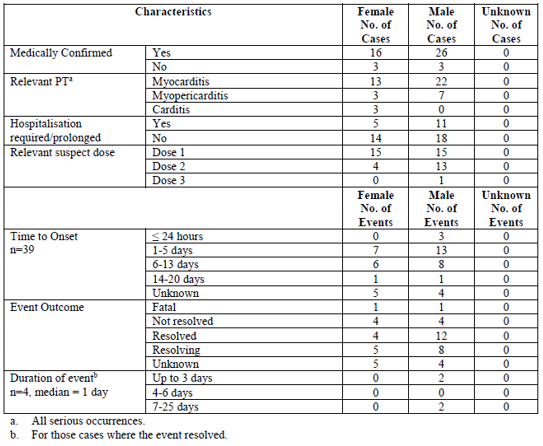 Characteristics Female No. of Cases Male No. of Cases Unknown No. of Cases
Medically Confirmed Yes 16 26 0
No 3 3 0
Relevant PTa Myocarditis 13 22 0
Myopericarditis 3 7 0
Carditis 3 0 0
Hospitalisation required/prolonged Yes 5 11 0
No 14 18 0
Relevant suspect dose Dose 1 15 15 0
Dose 2 4 13 0
Dose 3 0 1 0
Female No. of Events Male No. of Events Unknown No. of Events
Time to Onset n=39 ≤ 24 hours 0 3 0
1-5 days 7 13 0
6-13 days 6 8 0
14-20 days 1 1 0
Unknown 5 4 0
Event Outcome Fatal 1 1 0
Not resolved 4 4 0
Resolved 4 12 0
Resolving 5 8 0
Unknown 5 4 0
Duration of eventb n=4, median = 1 day Up to 3 days 0 2 0
4-6 days 0 0 0
7-25 days 0 2 0
a. All serious occurrences.
b. For those cases where the event resolved.